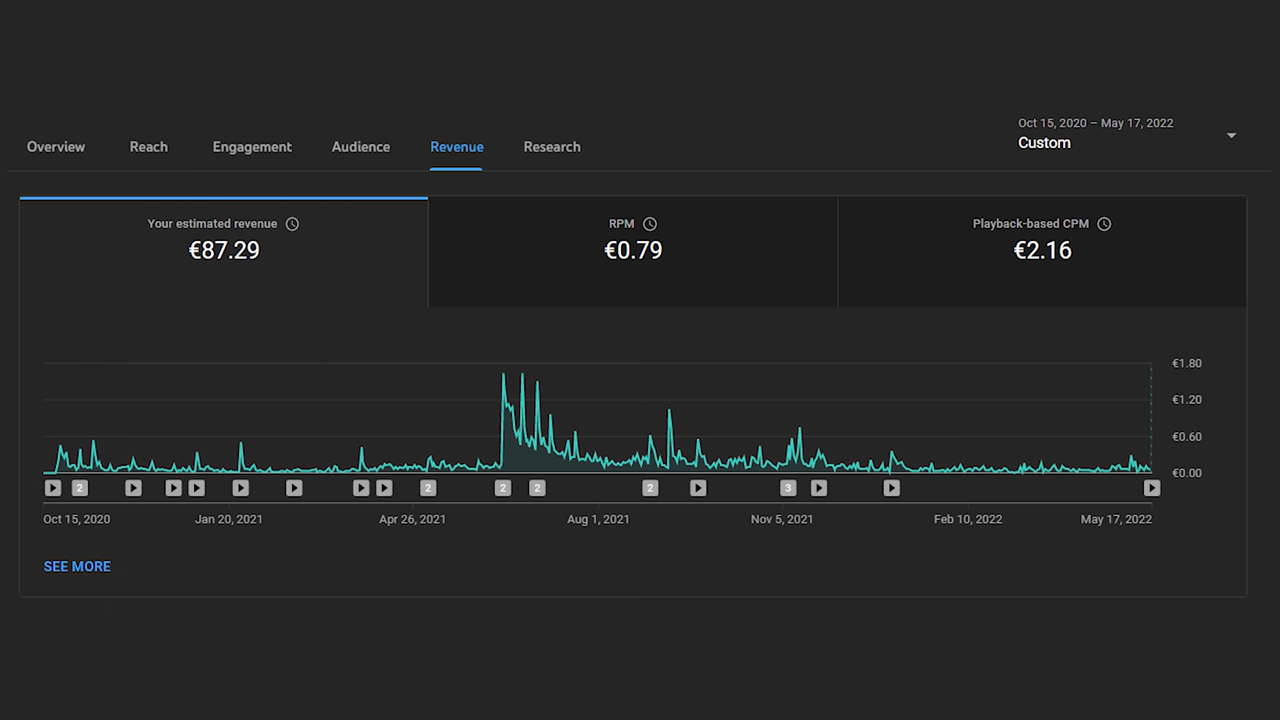 Oct 15, 2020 – May 17, 2022
Custom
Overview Reach Engagement Audience Revenue Research
Your estimated revenue RPM Playback-based CPM
€87.29 €0.79 €2.16
€1.80
€1.20
€0.60
€0.00
2 2 2 2 2 3
Oct 15, 2020 Jan 20, 2021 Apr 26, 2021 Aug 1, 2021 Nov 5, 2021 Feb 10, 2022 May 17, 2022
SEE MORE